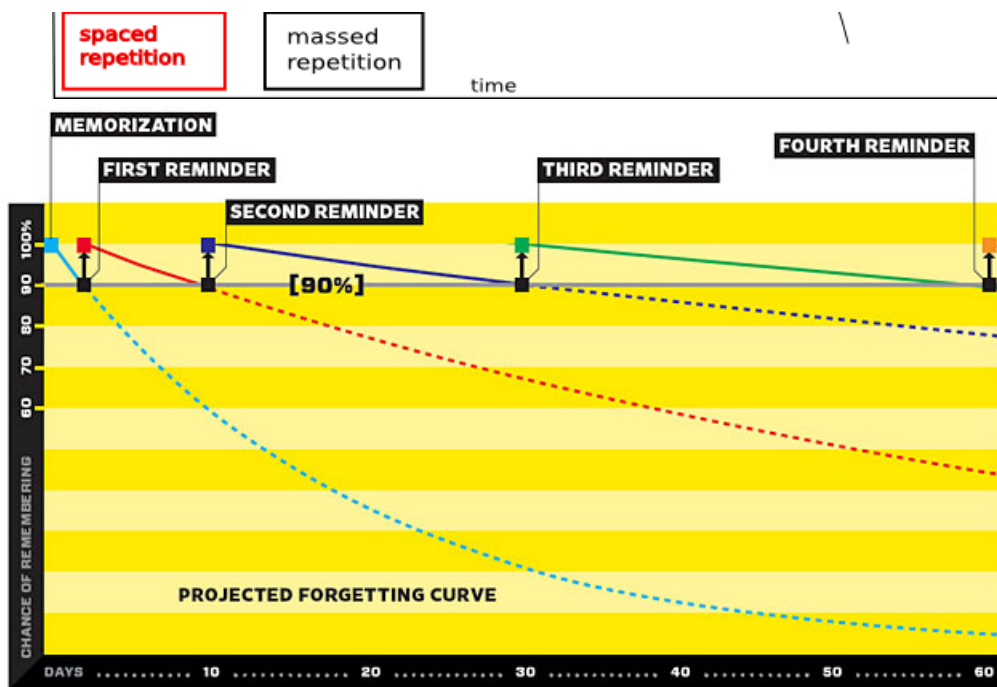 spaced
repetition
massed
repetition
time
MEMORIZATION
FIRST REMINDER
SECOND REMINDER
THIRD REMINDER
FOURTH REMINDER
100%
90
80
70
60
[90%]
CHANCE OF REMEMBERING
PROJECTED FORGETTING CURVE
DAYS 10 20 30 40 50 60